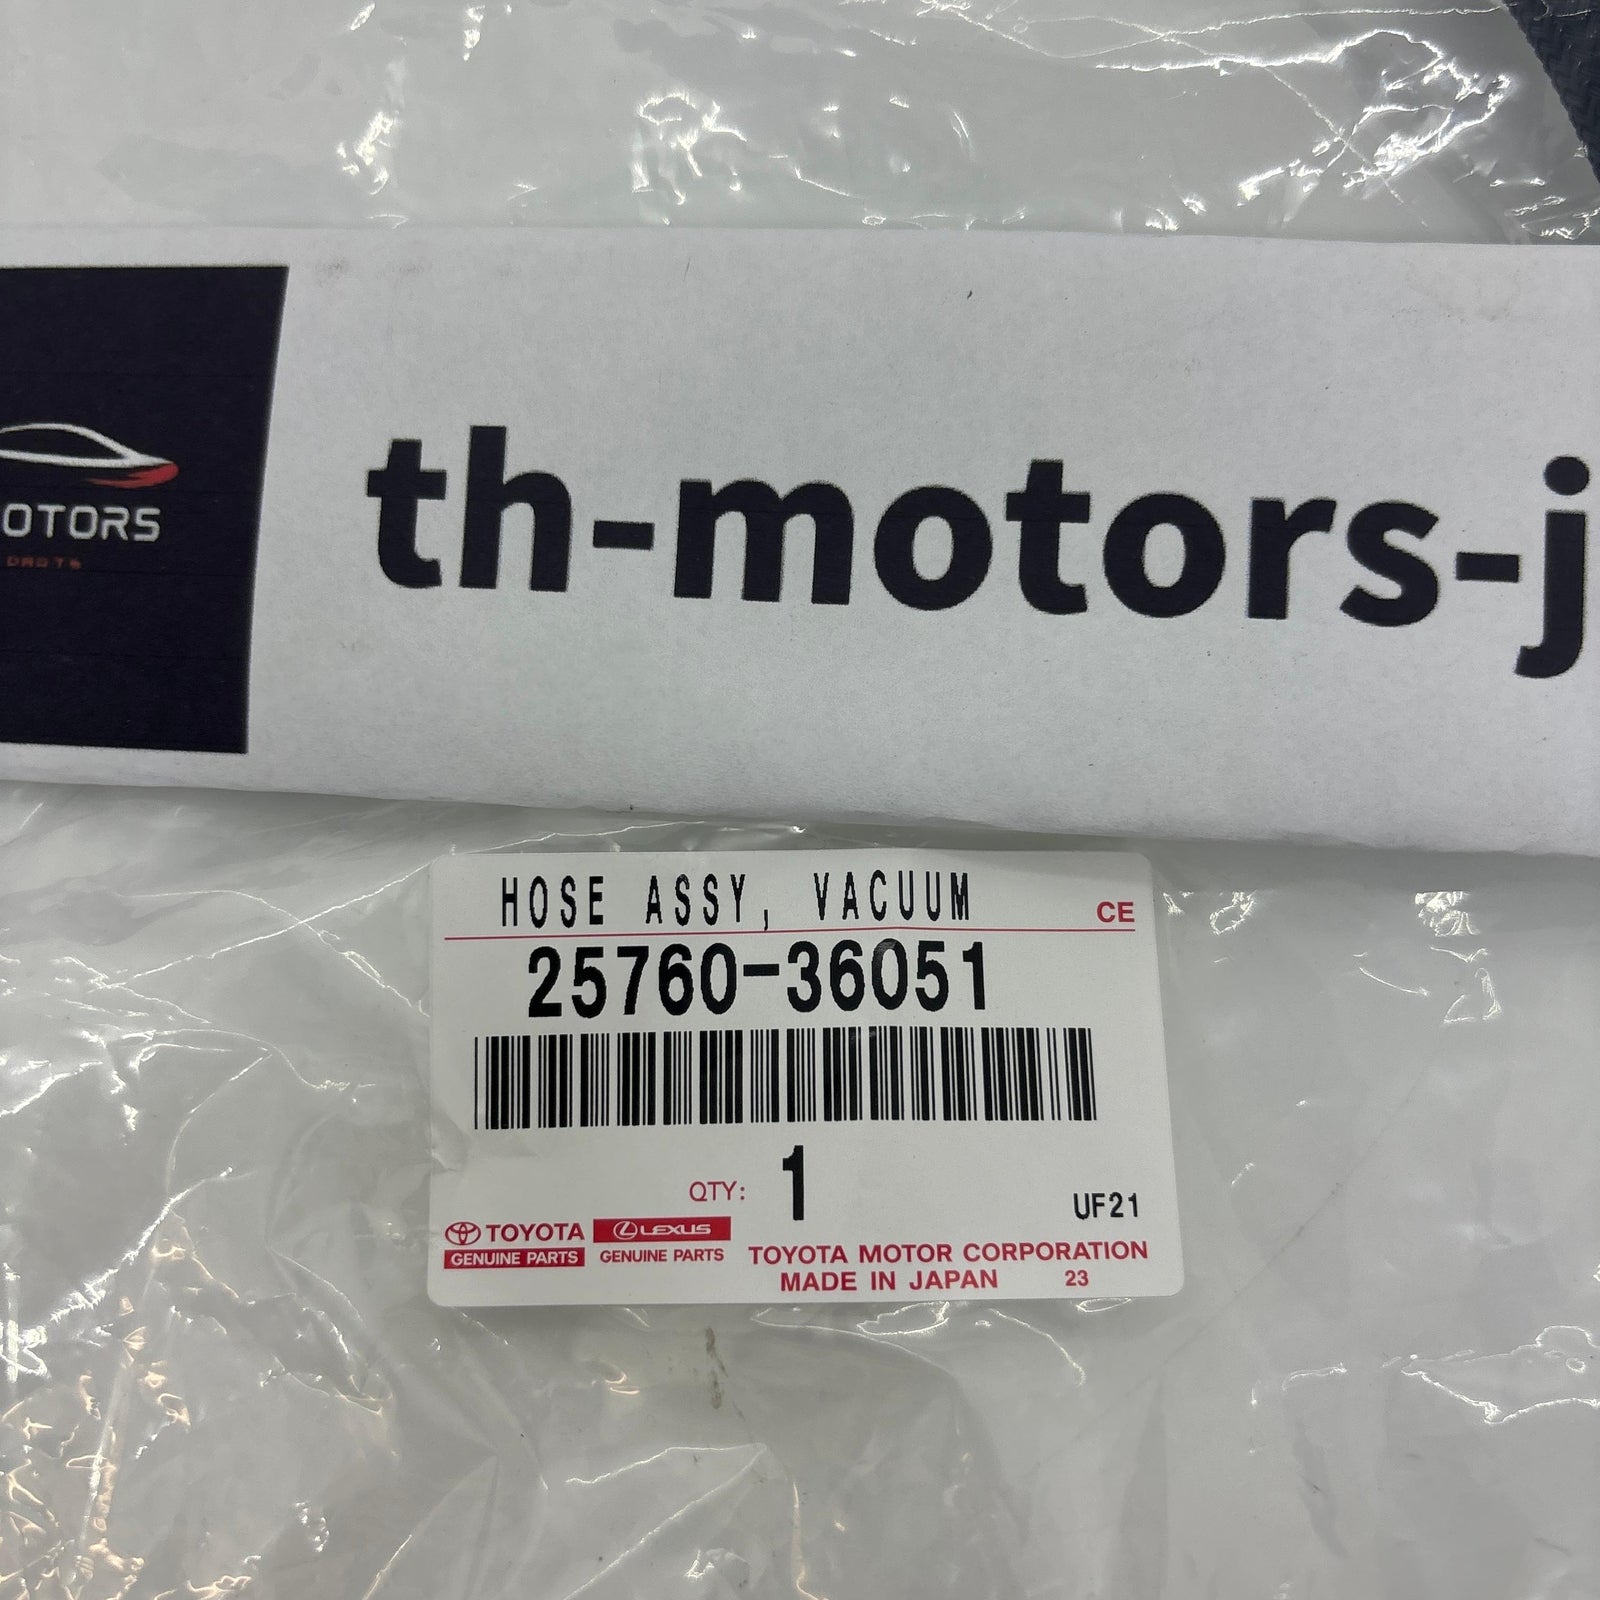 OTORS
th-motors-j
HOSE ASSY, VACUUM
CE
25760-36051
QTY: 1
UF21
TOYOTA
GENUINE PARTS
LEXUS
GENUINE PARTS
TOYOTA MOTOR CORPORATION
MADE IN JAPAN 23